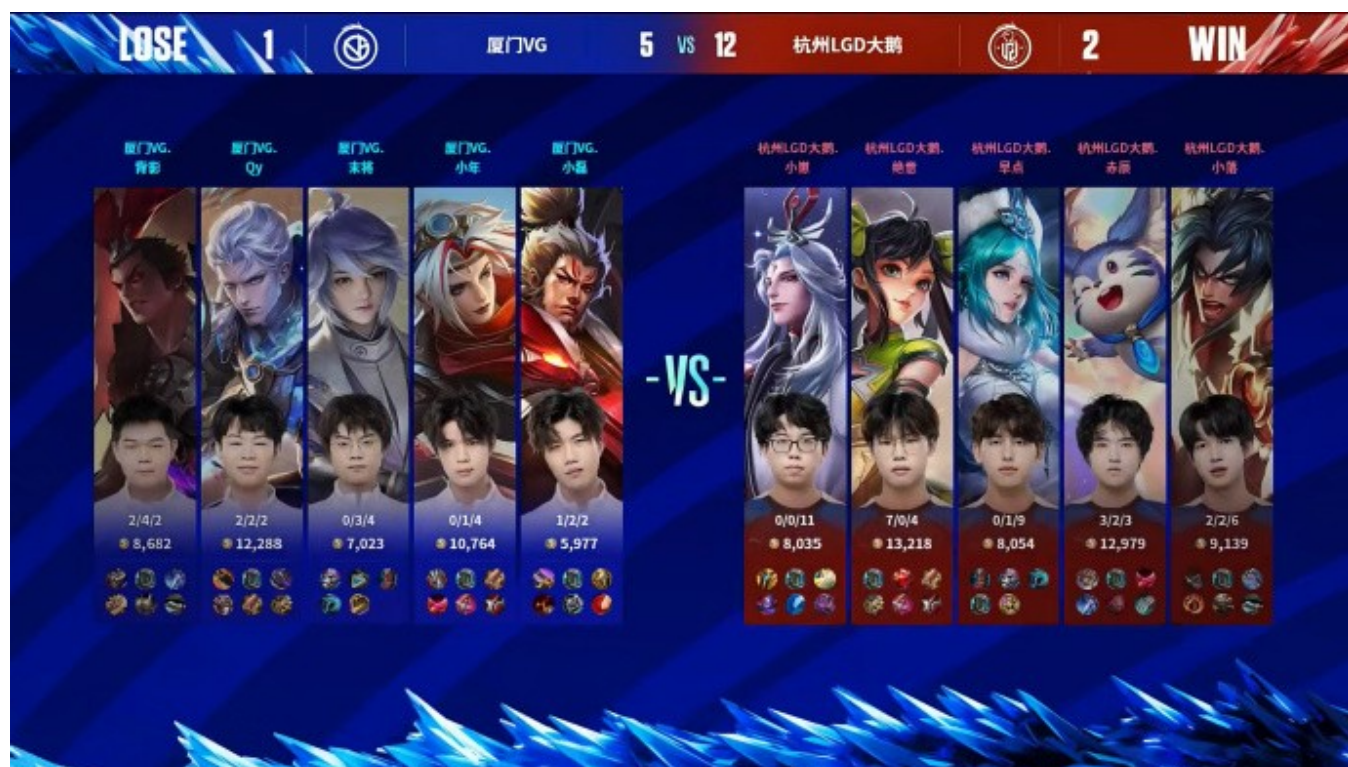 LOSE 1 厦门VG 5 VS 12 杭州LGD大鹅 2 WIN
厦门VG. 厦门VG. 厦门VG. 厦门VG. 厦门VG. 杭州LGD大鹅. 杭州LGD大鹅. 杭州LGD大鹅. 杭州LGD大鹅. 杭州LGD大鹅.
背影 Qy 末将 小年 小磊 小崽 绝意 早点 赤辰 小落
-VS-
2/4/2 2/2/2 0/3/4 0/1/4 1/2/2 0/0/11 7/0/4 0/1/9 3/2/3 2/2/6
8,682 12,288 7,023 10,764 5,977 8,035 13,218 8,054 12,979 9,139